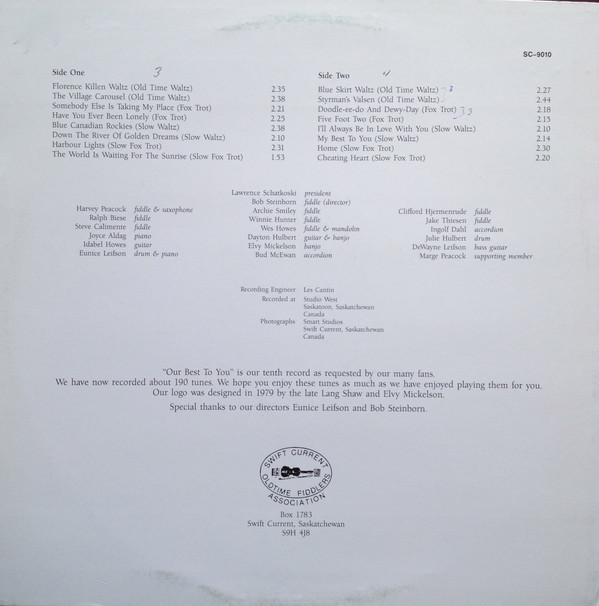 SC-9010
Side One 3
Florence Killen Waltz (Old Time Waltz) 2.35
The Village Carousel (Old Time Waltz) 2.38
Somebody Else Is Taking My Place (Fox Trot) 2.21
Have You Ever Been Lonely (Fox Trot) 2.25
Blue Canadian Rockies (Slow Waltz) 2.38
Down The River Of Golden Dreams (Slow Waltz) 2.10
Harbour Lights (Slow Fox Trot) 2.31
The World Is Waiting For The Sunrise (Slow Fox Trot) 1.53
Side Two 4
Blue Skirt Waltz (Old Time Waltz) 3 2.27
Styrman's Valsen (Old Time Waltz) 2.44
Doodle-ee-do and Dewy-Day (Fox Trot) 3 2.18
Five Foot Two (Fox Trot) 2.15
I'll Always Be In Love With You (Slow Waltz) 2.10
My Best To You (Slow Waltz) 2.14
Home (Slow Fox Trot) 2.30
Cheating Heart (Slow Fox Trot) 2.20
Harvey Peacock fiddle & saxophone
Ralph Biese fiddle
Steve Calimente fiddle
Joyce Aldag piano
Idabel Howes guitar
Eunice Leifson drum & piano
Lawrence Schatkoski president
Bob Steinborn fiddle (director)
Archie Smiley fiddle
Winnie Hunter fiddle
Wes Howes fiddle & mandolin
Dayton Hulbert guitar & banjo
Elvy Mickelson banjo
Bud McEwan accordion
Clifford Hjermenrude fiddle
Jake Thiesen fiddle
Ingolf Dahl accordion
Julie Hulbert drum
DeWayne Leifson bass guitar
Marge Peacock supporting member
Recording Engineer Les Cantin
Recorded at Studio West
Saskatoon, Saskatchewan
Canada
Photographs Smart Studios
Swift Current, Saskatchewan
Canada
"Our Best To You" is our tenth record as requested by our many fans.
We have now recorded about 190 tunes. We hope you enjoy these tunes as much as we have enjoyed playing them for you.
Our logo was designed in 1979 by the late Lang Shaw and Elvy Mickelson.
Special thanks to our directors Eunice Leifson and Bob Steinborn.
SWIFT CURRENT
OLDTIME FIDDLERS
ASSOCIATION
Box 1783
Swift Current, Saskatchewan
S9H 4J8